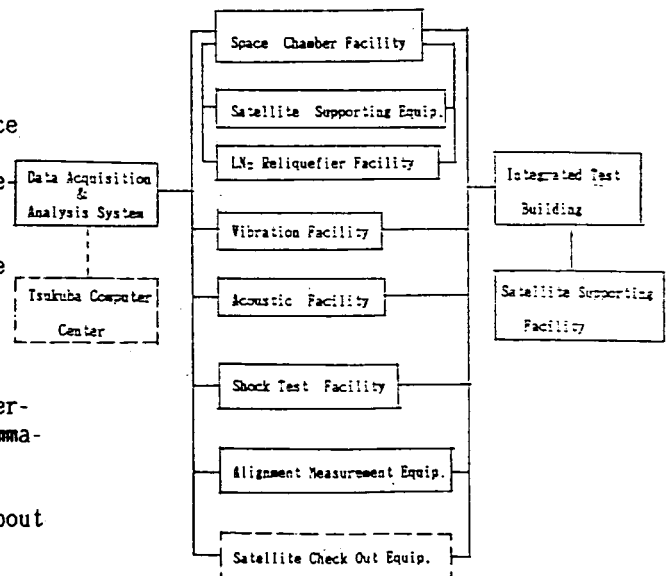 ce
e-
e
er-
mma-
bout
Data Acquisition
&
Analysis System
Tsukuba Computer
Center
Space Chamber Facility
Satellite Supporting Equip.
LN₂ Reliquefier Facility
Vibration Facility
Acoustic Facility
Shock Test Facility
Alignment Measurement Equip.
Satellite Check Out Equip.
Integrated Test
Building
Satellite Supporting
Facility